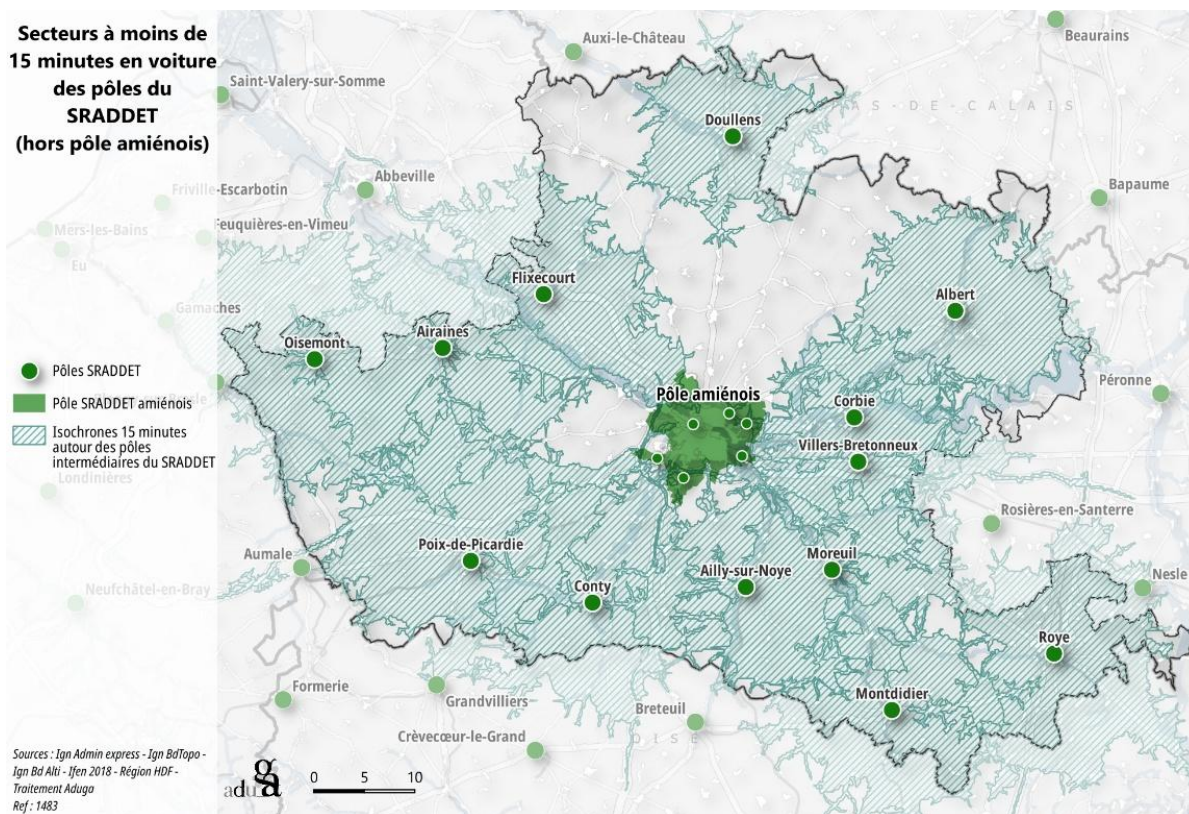 Secteurs à moins de
15 minutes en voiture
des pôles du
SRADDET
(hors pôle amiénois)
Auxi-le-Château
Beaurains
Saint-Valery-sur-Somme
PAS-DE-CALAIS
Doullens
Abbeville
Friville-Escarbotin
Bapaume
Feuquières-en-Vimeu
Mers-les-Bains
Eu
Flixecourt
Albert
Gamaches
Oisemont
Airaines
Pôles SRADDET
Péronne
Pôle amiénois
Pôle SRADDET amiénois
Corbie
Isochrones 15 minutes
autour des pôles
intermédiaires du SRADDET
Villers-Bretonneux
Londinières
Rosières-en-Santerre
Aumale
Poix-de-Picardie
Moreuil
Ailly-sur-Noye
Neufchâtel-en-Bray
Conty
Nesle
Roye
Formerie
Grandvilliers
Montdidier
Breteuil
OISE
Crèvecœur-le-Grand
Sources : Ign Admin express - Ign BdTopo -
Ign Bd Alti - Ifen 2018 - Région HDF -
Traitement Aduga
Ref : 1483
aduga
0 5 10